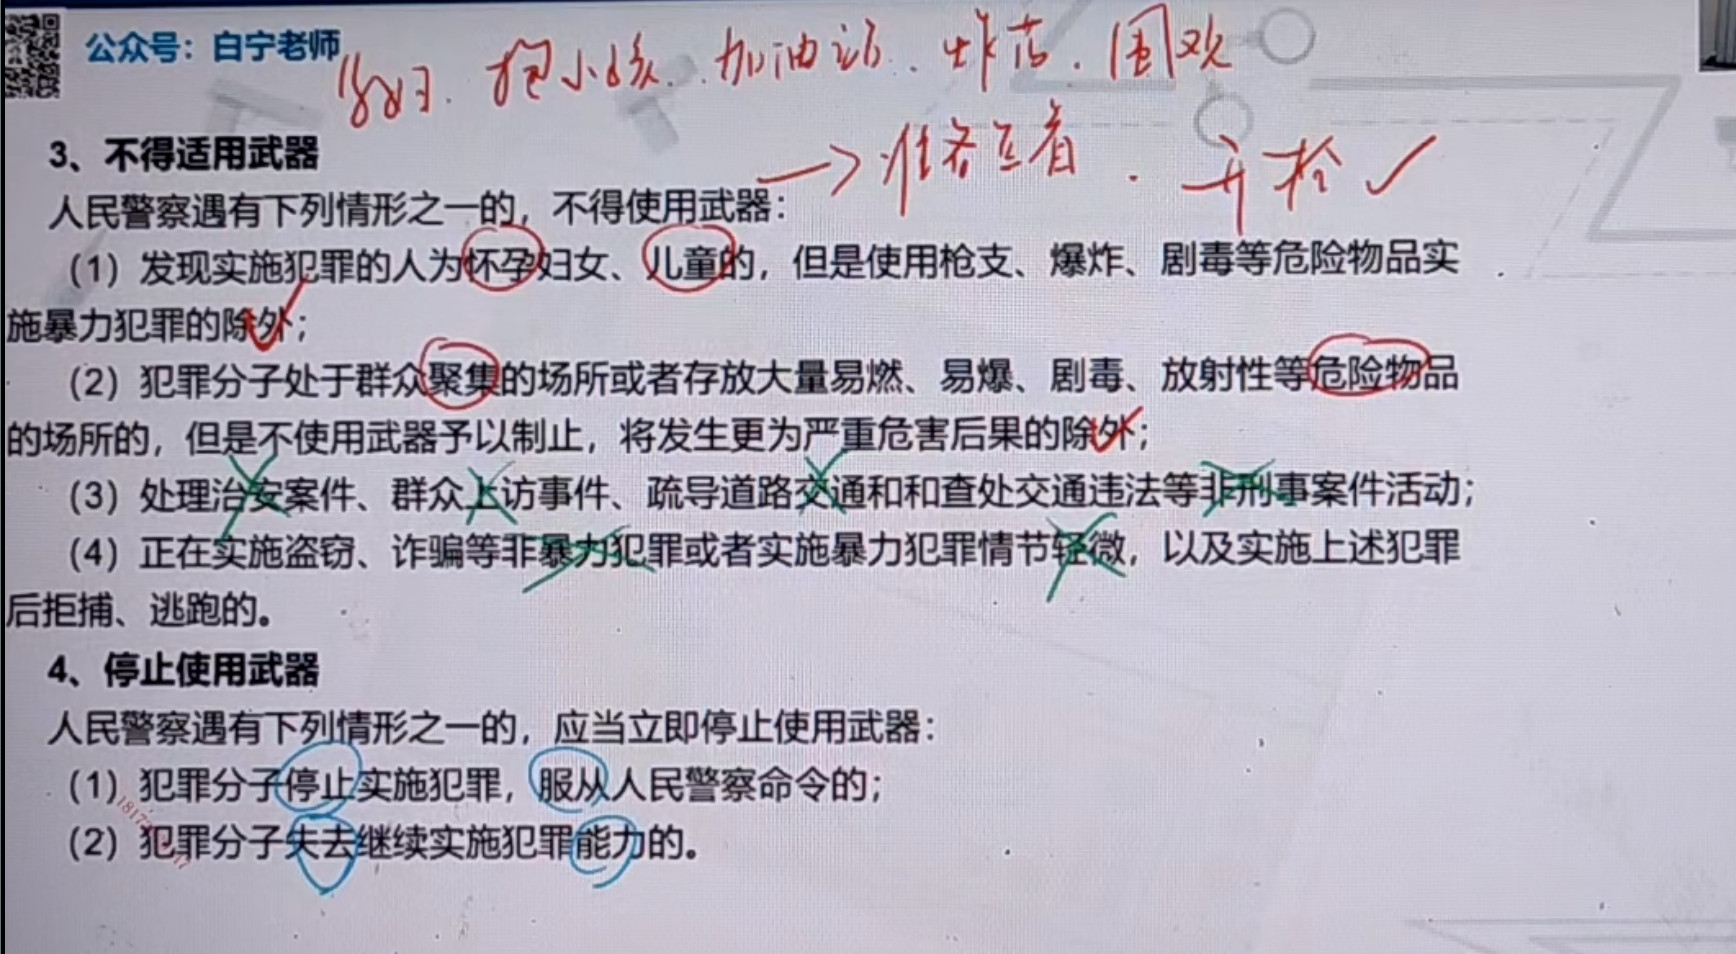 公众号：白宁老师
孕妇．抱小孩．加油站．炸药．围观
3、不得适用武器
→准备互看．开枪✓
人民警察遇有下列情形之一的，不得使用武器：
（1）发现实施犯罪的人为怀孕妇女、儿童的，但是使用枪支、爆炸、剧毒等危险物品实
施暴力犯罪的除外；
（2）犯罪分子处于群众聚集的场所或者存放大量易燃、易爆、剧毒、放射性等危险物品
的场所的，但是不使用武器予以制止，将发生更为严重危害后果的除外；
（3）处理治安案件、群众上访事件、疏导道路交通和和查处交通违法等非刑事案件活动；
（4）正在实施盗窃、诈骗等非暴力犯罪或者实施暴力犯罪情节轻微，以及实施上述犯罪
后拒捕、逃跑的。
4、停止使用武器
人民警察遇有下列情形之一的，应当立即停止使用武器：
（1）犯罪分子停止实施犯罪，服从人民警察命令的；
（2）犯罪分子失去继续实施犯罪能力的。